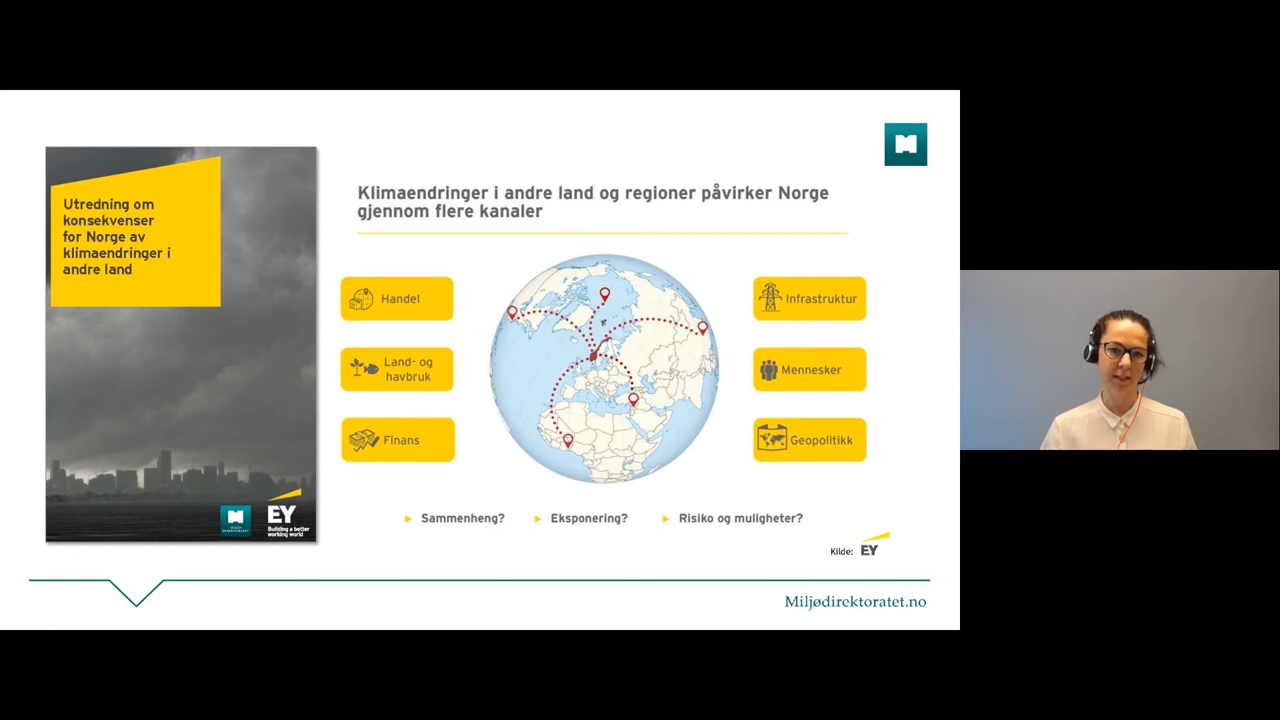 Utredning om
konsekvenser
for Norge av
klimaendringer i
andre land
EY
Building a better
working world
Klimaendringer i andre land og regioner påvirker Norge
gjennom flere kanaler
Handel
Land- og
havbruk
Finans
Infrastruktur
Mennesker
Geopolitikk
Sammenheng?
Eksponering?
Risiko og muligheter?
Kilde: EY
Miljødirektoratet.no